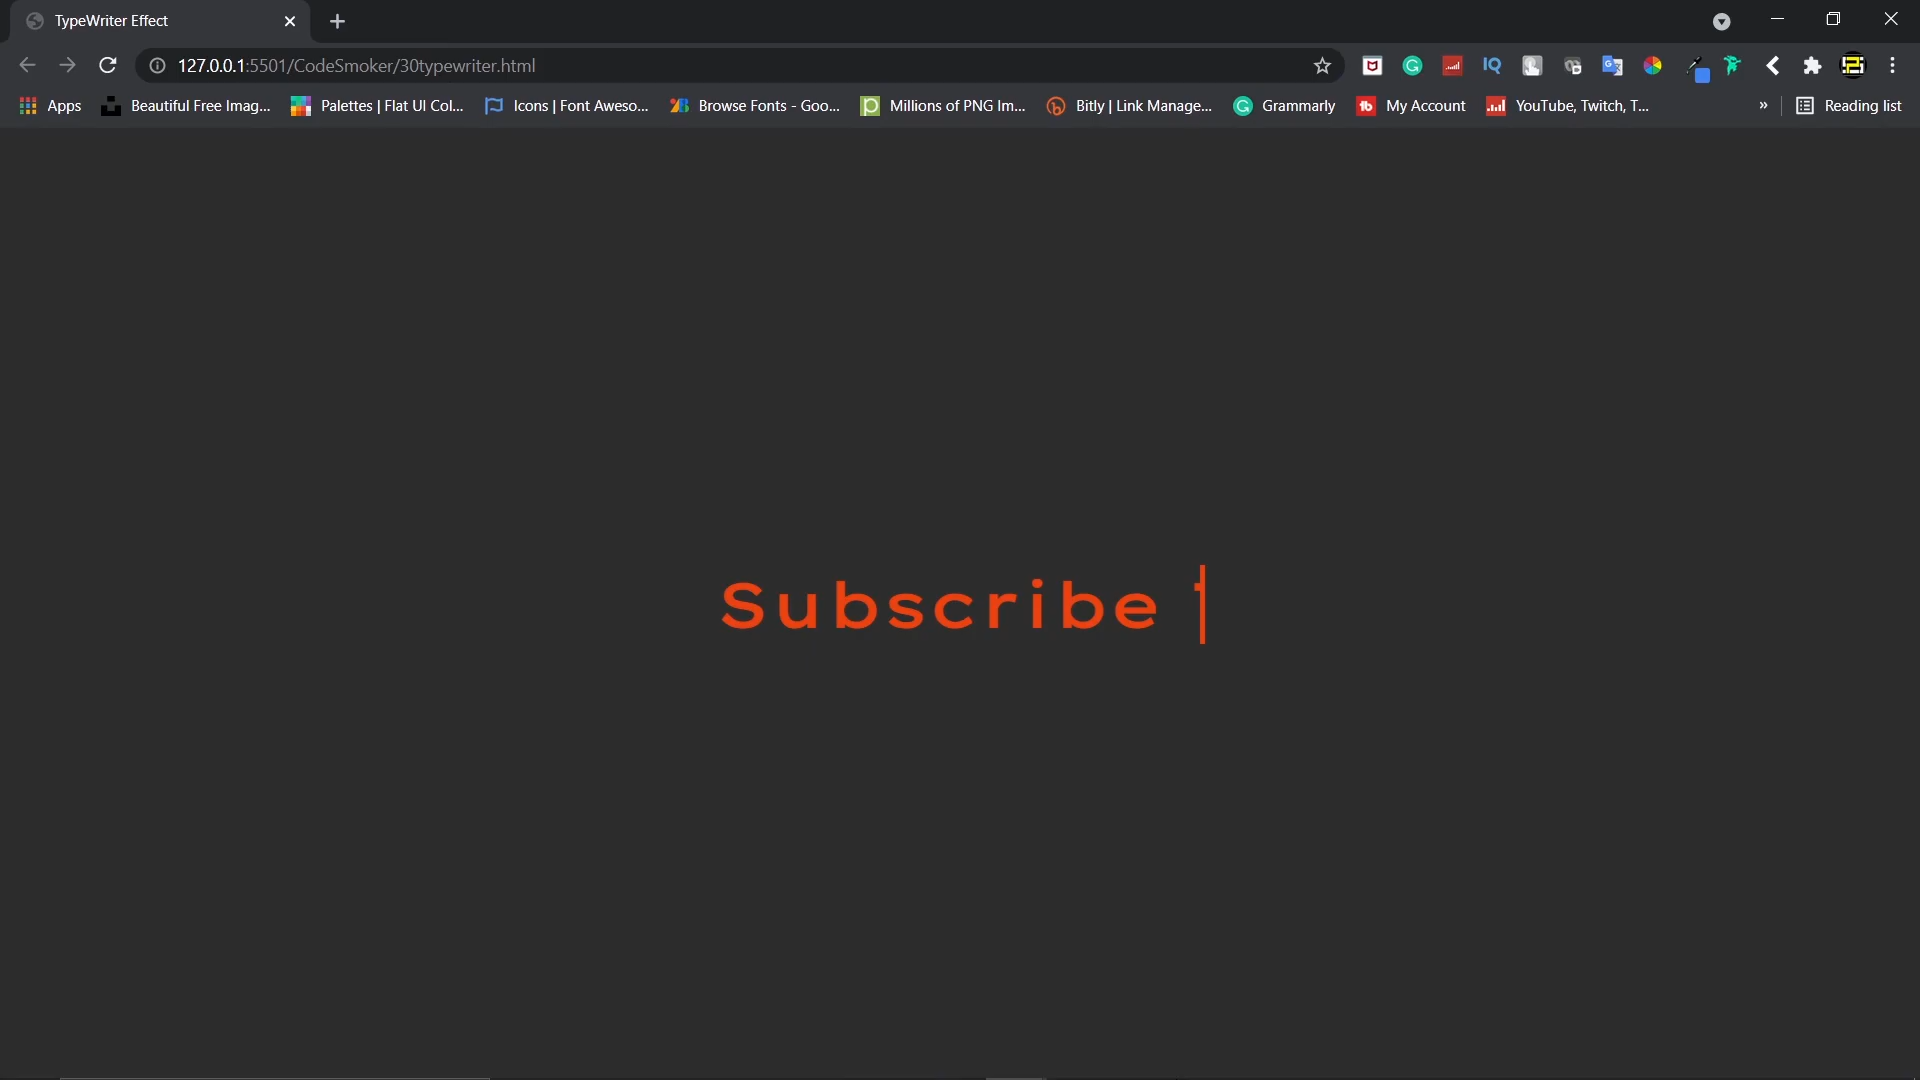 TypeWriter Effect
127.0.0.1:5501/CodeSmoker/30typewriter.html
Apps
Beautiful Free Imag...
Palettes | Flat UI Col...
Icons | Font Aweso...
Browse Fonts - Goo...
Millions of PNG Im...
Bitly | Link Manage...
Grammarly
My Account
YouTube, Twitch, T...
»
Reading list
Subscribe